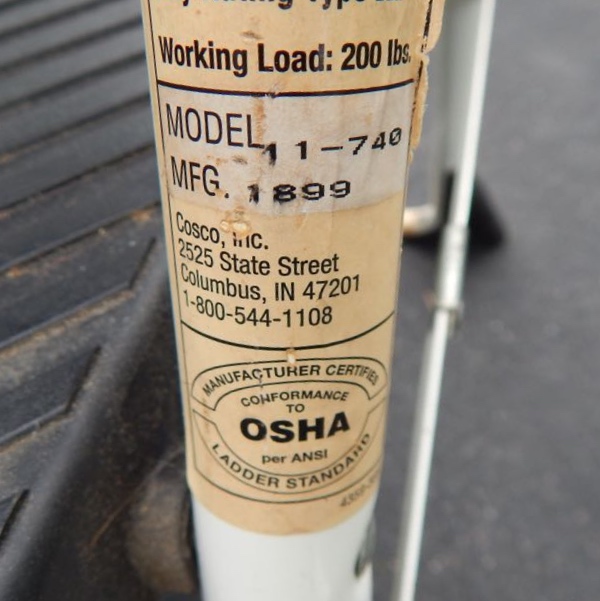 Working Load: 200 lbs.
MODEL 11-740
MFG. 1899
Cosco, Inc.
2525 State Street
Columbus, IN 47201
1-800-544-1108
MANUFACTURER CERTIFIED
CONFORMANCE
TO
OSHA
per ANSI
LADDER STANDARD